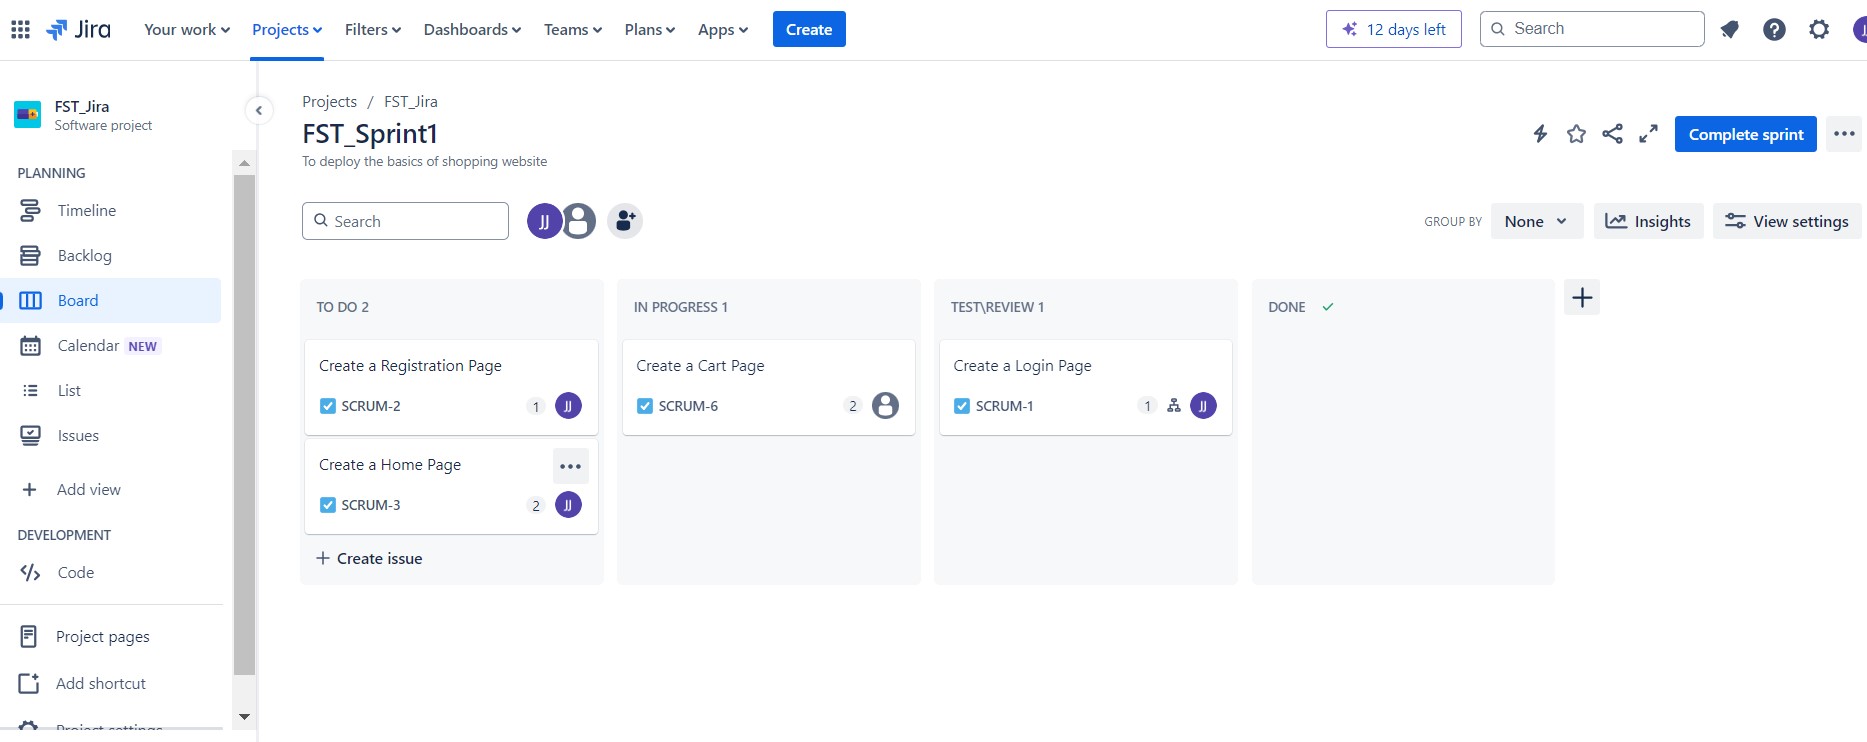 Jira Your work Projects Filters Dashboards Teams Plans Apps Create 12 days left Search
FST_Jira
Software project
PLANNING
Timeline
Backlog
Board
Calendar NEW
List
Issues
Add view
DEVELOPMENT
Code
Project pages
Add shortcut
Project settings
Projects / FST_Jira
FST_Sprint1
To deploy the basics of shopping website
Complete sprint
Search JJ GROUP BY None Insights View settings
TO DO 2
Create a Registration Page
SCRUM-2 1 JJ
Create a Home Page
SCRUM-3 2 JJ
+ Create issue
IN PROGRESS 1
Create a Cart Page
SCRUM-6 2
TEST\REVIEW 1
Create a Login Page
SCRUM-1 1 JJ
DONE